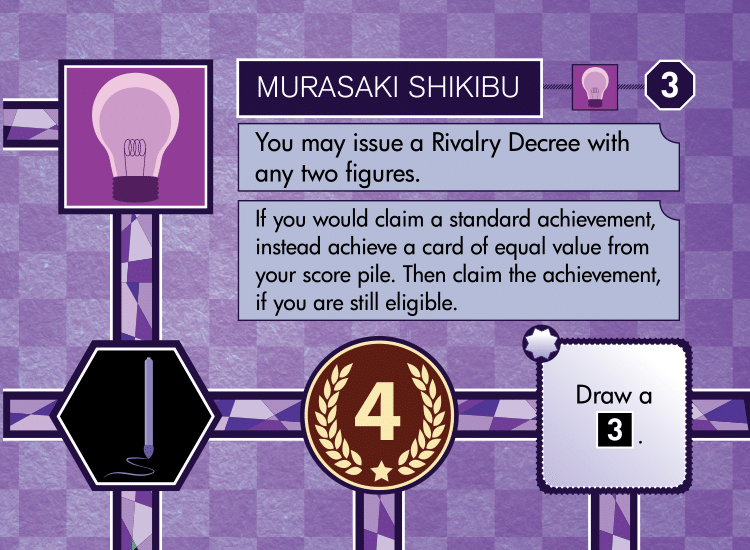 MURASAKI SHIKIBU
3
You may issue a Rivalry Decree with
any two figures.
If you would claim a standard achievement,
instead achieve a card of equal value from
your score pile. Then claim the achievement,
if you are still eligible.
4
Draw a
3 .